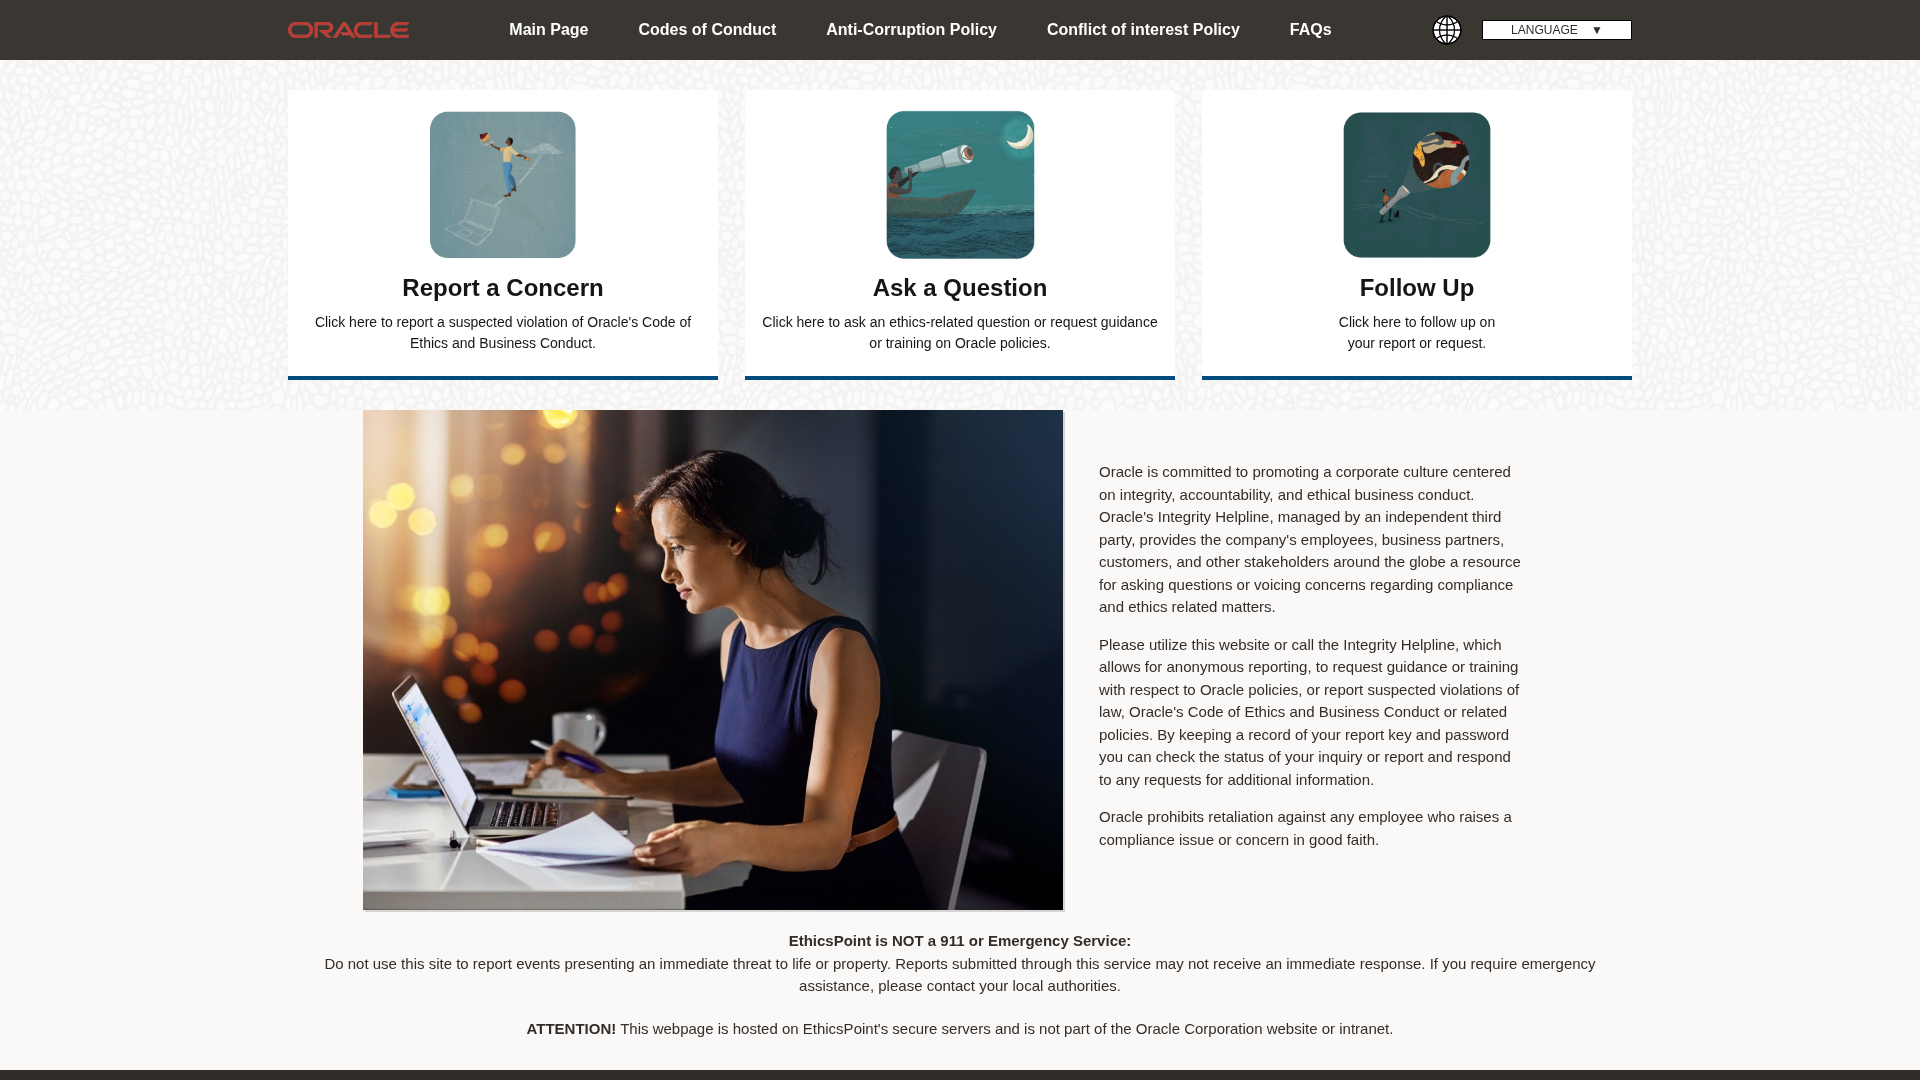 ORACLE
Main Page
Codes of Conduct
Anti-Corruption Policy
Conflict of interest Policy
FAQs
LANGUAGE ▼
Report a Concern
Click here to report a suspected violation of Oracle's Code of
Ethics and Business Conduct.
Ask a Question
Click here to ask an ethics-related question or request guidance
or training on Oracle policies.
Follow Up
Click here to follow up on
your report or request.
Oracle is committed to promoting a corporate culture centered
on integrity, accountability, and ethical business conduct.
Oracle's Integrity Helpline, managed by an independent third
party, provides the company's employees, business partners,
customers, and other stakeholders around the globe a resource
for asking questions or voicing concerns regarding compliance
and ethics related matters.
Please utilize this website or call the Integrity Helpline, which
allows for anonymous reporting, to request guidance or training
with respect to Oracle policies, or report suspected violations of
law, Oracle's Code of Ethics and Business Conduct or related
policies. By keeping a record of your report key and password
you can check the status of your inquiry or report and respond
to any requests for additional information.
Oracle prohibits retaliation against any employee who raises a
compliance issue or concern in good faith.
EthicsPoint is NOT a 911 or Emergency Service:
Do not use this site to report events presenting an immediate threat to life or property. Reports submitted through this service may not receive an immediate response. If you require emergency
assistance, please contact your local authorities.
ATTENTION! This webpage is hosted on EthicsPoint's secure servers and is not part of the Oracle Corporation website or intranet.